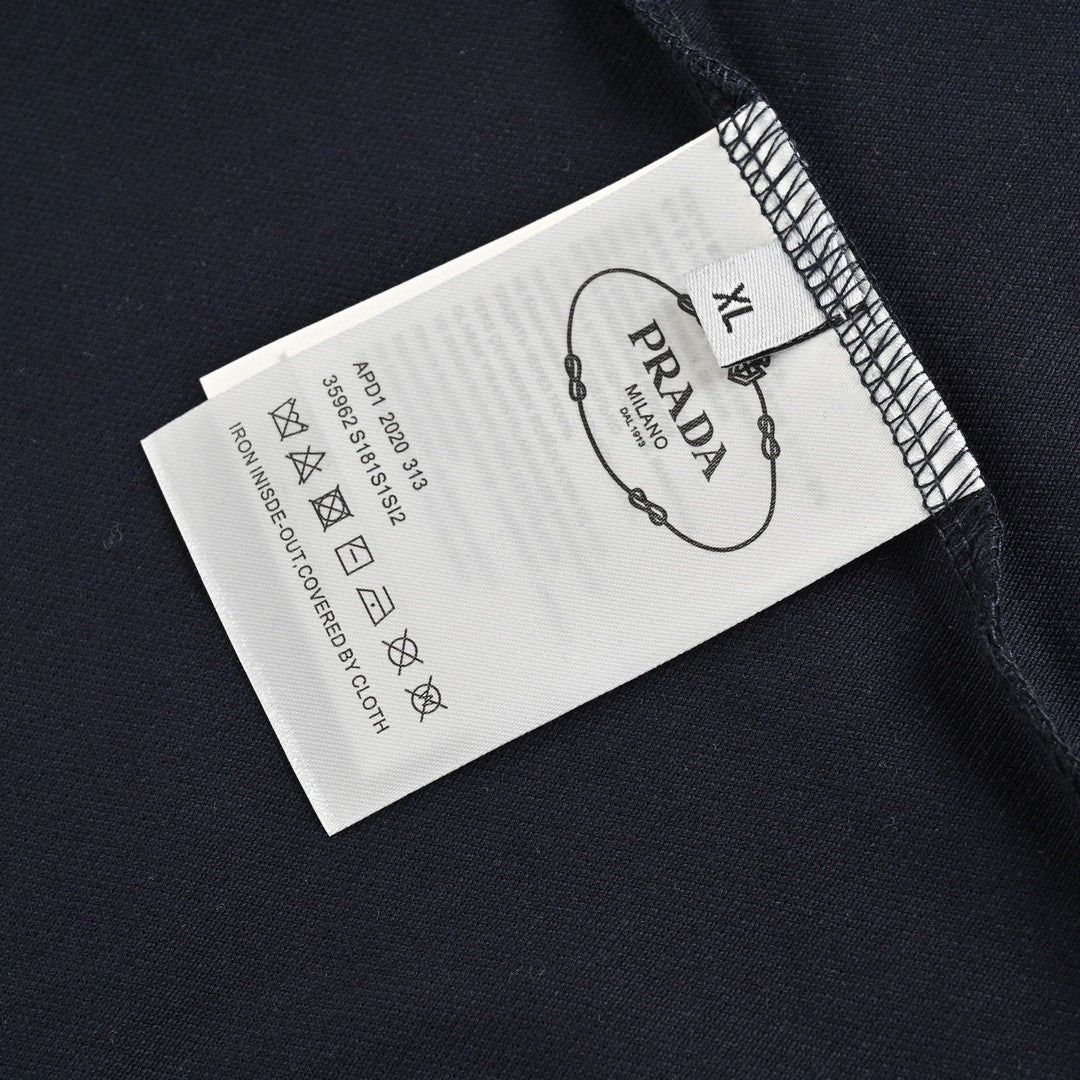 XL
PRADA
MILANO
DAL 1913
APD1 2020 313
35962 S181S1SI2
IRON INISDE-OUT,COVERED BY CLOTH